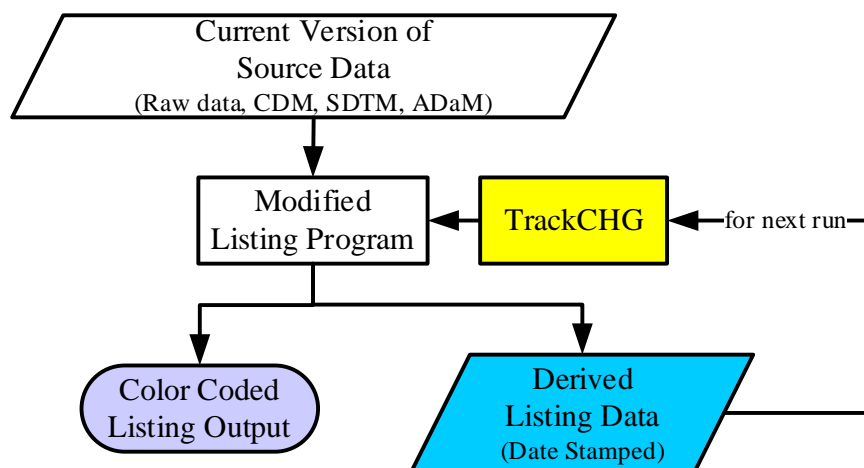 Current Version of
Source Data
(Raw data, CDM, SDTM, ADaM)
Modified
Listing Program
TrackCHG
for next run
Color Coded
Listing Output
Derived
Listing Data
(Date Stamped)